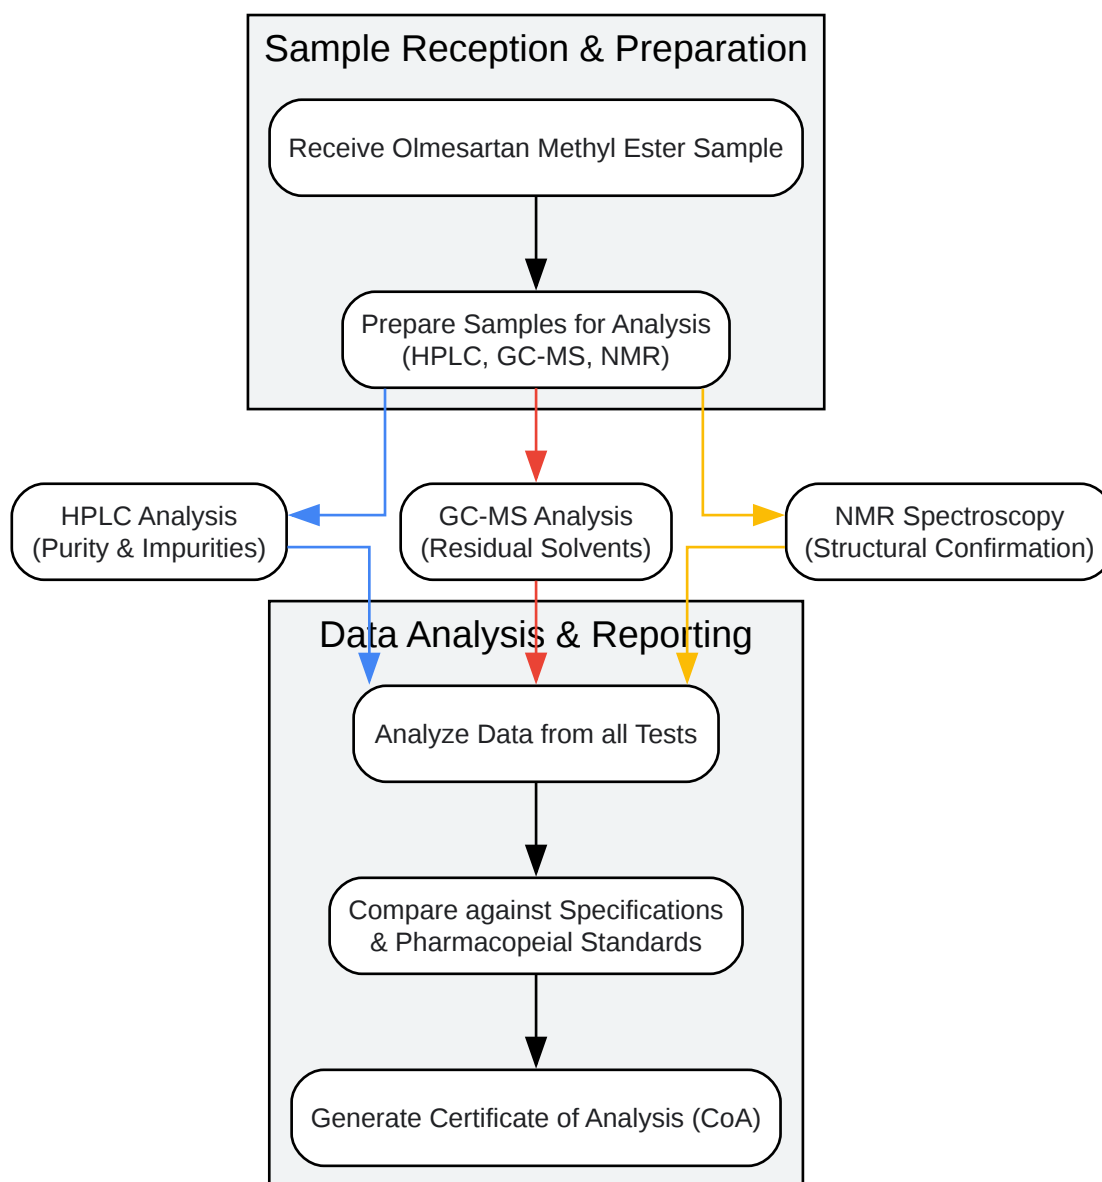 Sample Reception & Preparation
Receive Olmesartan Methyl Ester Sample
Prepare Samples for Analysis
(HPLC, GC-MS, NMR)
HPLC Analysis
(Purity & Impurities)
GC-MS Analysis
(Residual Solvents)
NMR Spectroscopy
(Structural Confirmation)
Data Analysis & Reporting
Analyze Data from all Tests
Compare against Specifications
& Pharmacopeial Standards
Generate Certificate of Analysis (CoA)